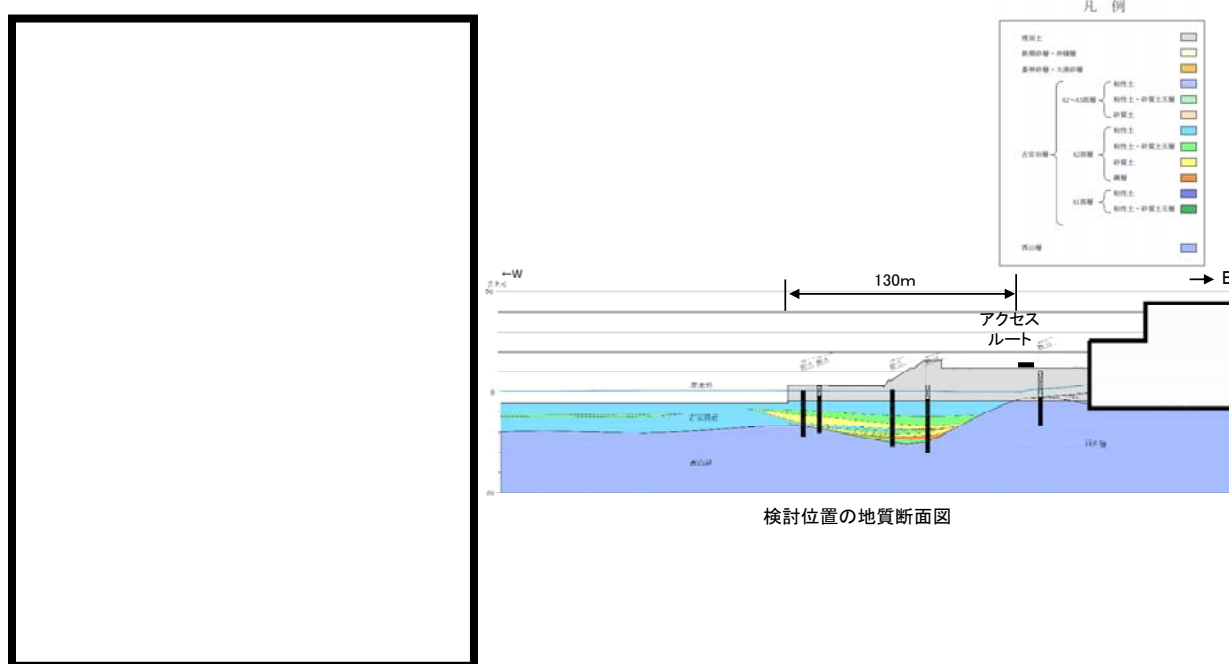 凡 例
埋戻土
新期砂層・沖積層
番神砂層・大湊砂層
古安田層
A2～A3部層
粘性土
粘性土・砂質土互層
砂質土
A2部層
粘性土
粘性土・砂質土互層
砂質土
礫層
A1部層
粘性土
粘性土・砂質土互層
西山層
←W
130m
→ E
アクセス
ルート
0
古安田層
西山層
西山層
検討位置の地質断面図